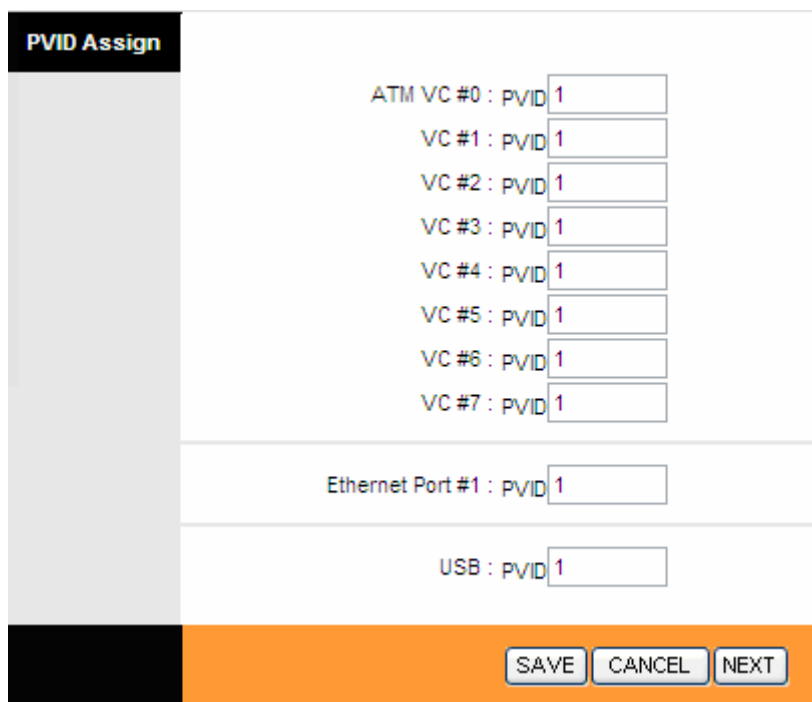 PVID Assign
ATM VC #0 : PVID 1
VC #1 : PVID 1
VC #2 : PVID 1
VC #3 : PVID 1
VC #4 : PVID 1
VC #5 : PVID 1
VC #6 : PVID 1
VC #7 : PVID 1
Ethernet Port #1 : PVID 1
USB : PVID 1
SAVE CANCEL NEXT